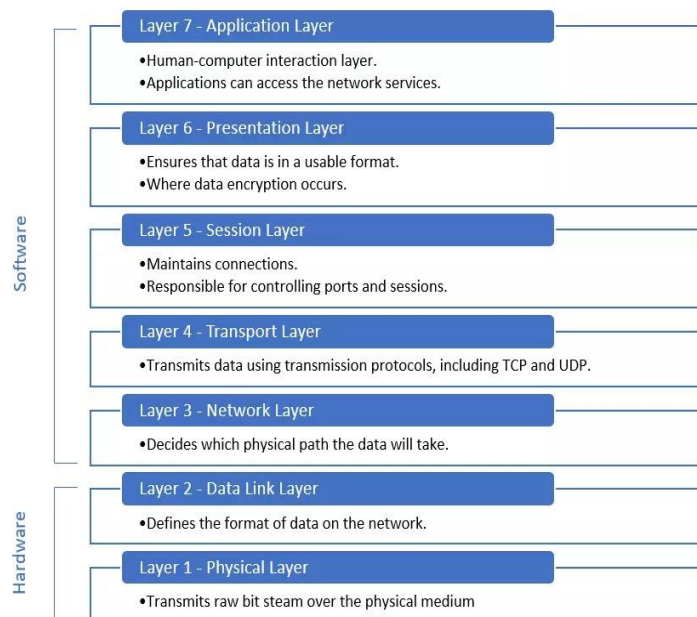 Layer 7 - Application Layer
•Human-computer interaction layer.
•Applications can access the network services.
Layer 6 - Presentation Layer
•Ensures that data is in a usable format.
•Where data encryption occurs.
Software
Layer 5 - Session Layer
•Maintains connections.
•Responsible for controlling ports and sessions.
Layer 4 - Transport Layer
•Transmits data using transmission protocols, including TCP and UDP.
Layer 3 - Network Layer
•Decides which physical path the data will take.
Layer 2 - Data Link Layer
•Defines the format of data on the network.
Hardware
Layer 1 - Physical Layer
•Transmits raw bit steam over the physical medium